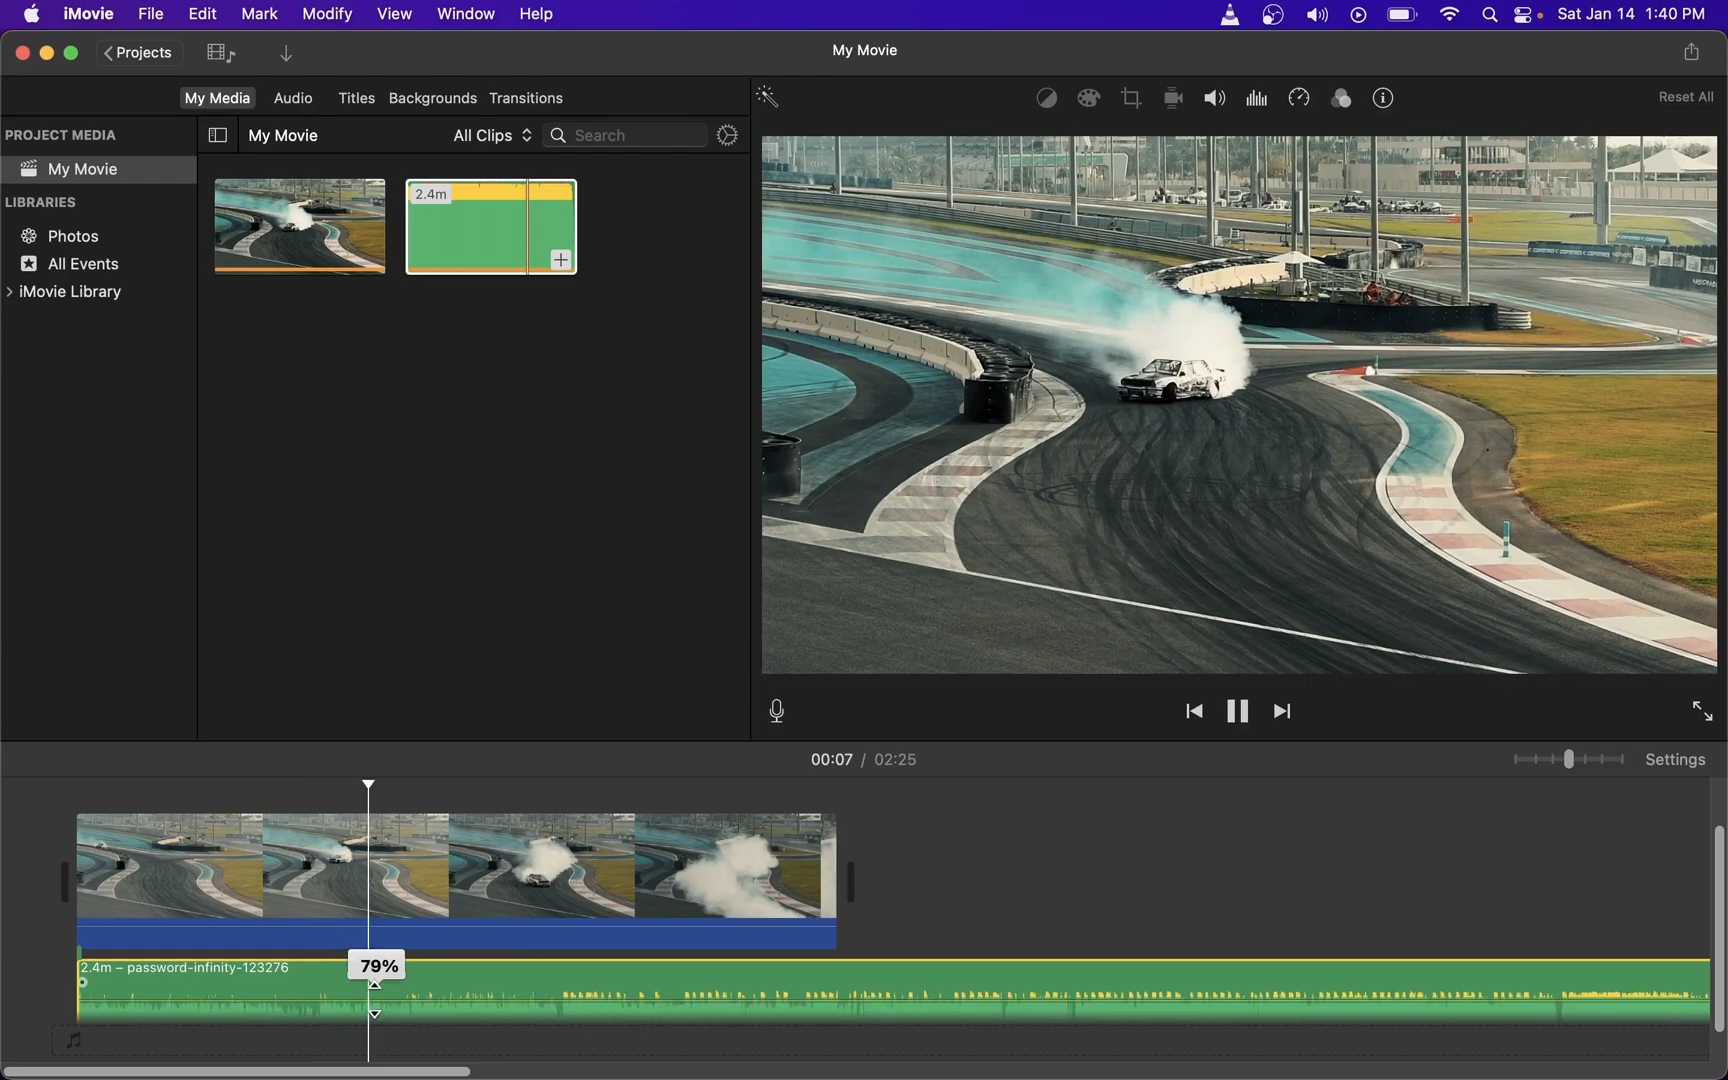 iMovie File Edit Mark Modify View Window Help
Sat Jan 14 1:40 PM
Projects
My Movie
My Media Audio Titles Backgrounds Transitions
Reset All
PROJECT MEDIA
My Movie
All Clips
Search
My Movie
LIBRARIES
Photos
All Events
iMovie Library
2.4m
00:07 / 02:25
Settings
2.4m – password-infinity-123276
79%